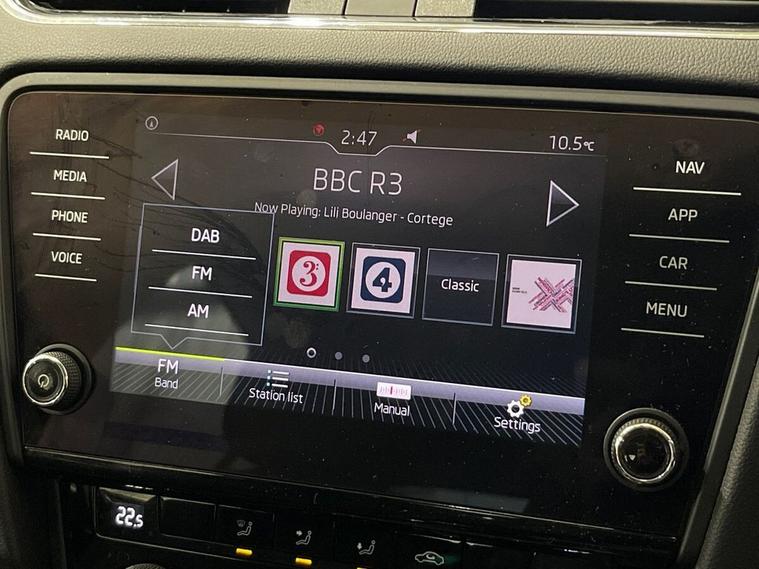 RADIO
MEDIA
PHONE
VOICE
2:47
10.5°C
BBC R3
Now Playing: Lili Boulanger - Cortege
DAB
FM
AM
3
4
Classic
FM
Band
Station list
Manual
Settings
NAV
APP
CAR
MENU
22.5